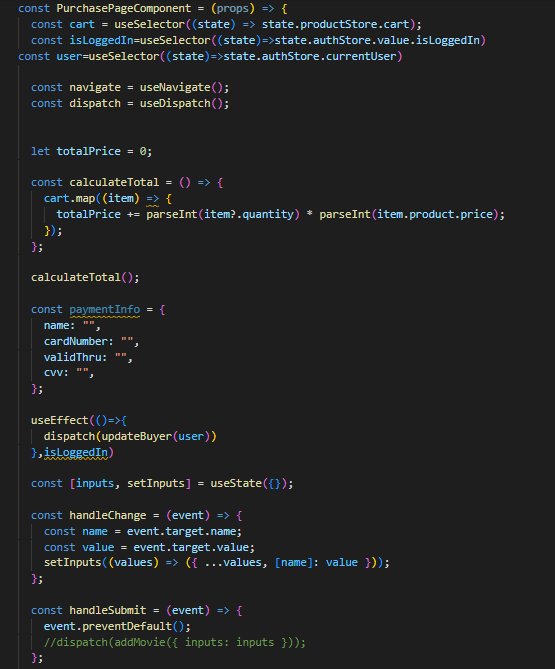 const PurchasePageComponent = (props) => {
const cart = useSelector((state) => state.productStore.cart);
const isLoggedIn=useSelector((state)=>state.authStore.value.isLoggedIn)
const user=useSelector((state)=>state.authStore.currentUser)
const navigate = useNavigate();
const dispatch = useDispatch();
let totalPrice = 0;
const calculateTotal = () => {
cart.map((item) => {
totalPrice += parseInt(item?.quantity) * parseInt(item.product.price);
});
};
calculateTotal();
const paymentInfo = {
name: "",
cardNumber: "",
validThru: "",
cvv: "",
};
useEffect(()=>{
dispatch(updateBuyer(user))
},isLoggedIn)
const [inputs, setInputs] = useState({});
const handleChange = (event) => {
const name = event.target.name;
const value = event.target.value;
setInputs((values) => ({ ...values, [name]: value }));
};
const handleSubmit = (event) => {
event.preventDefault();
//dispatch(addMovie({ inputs: inputs }));
};